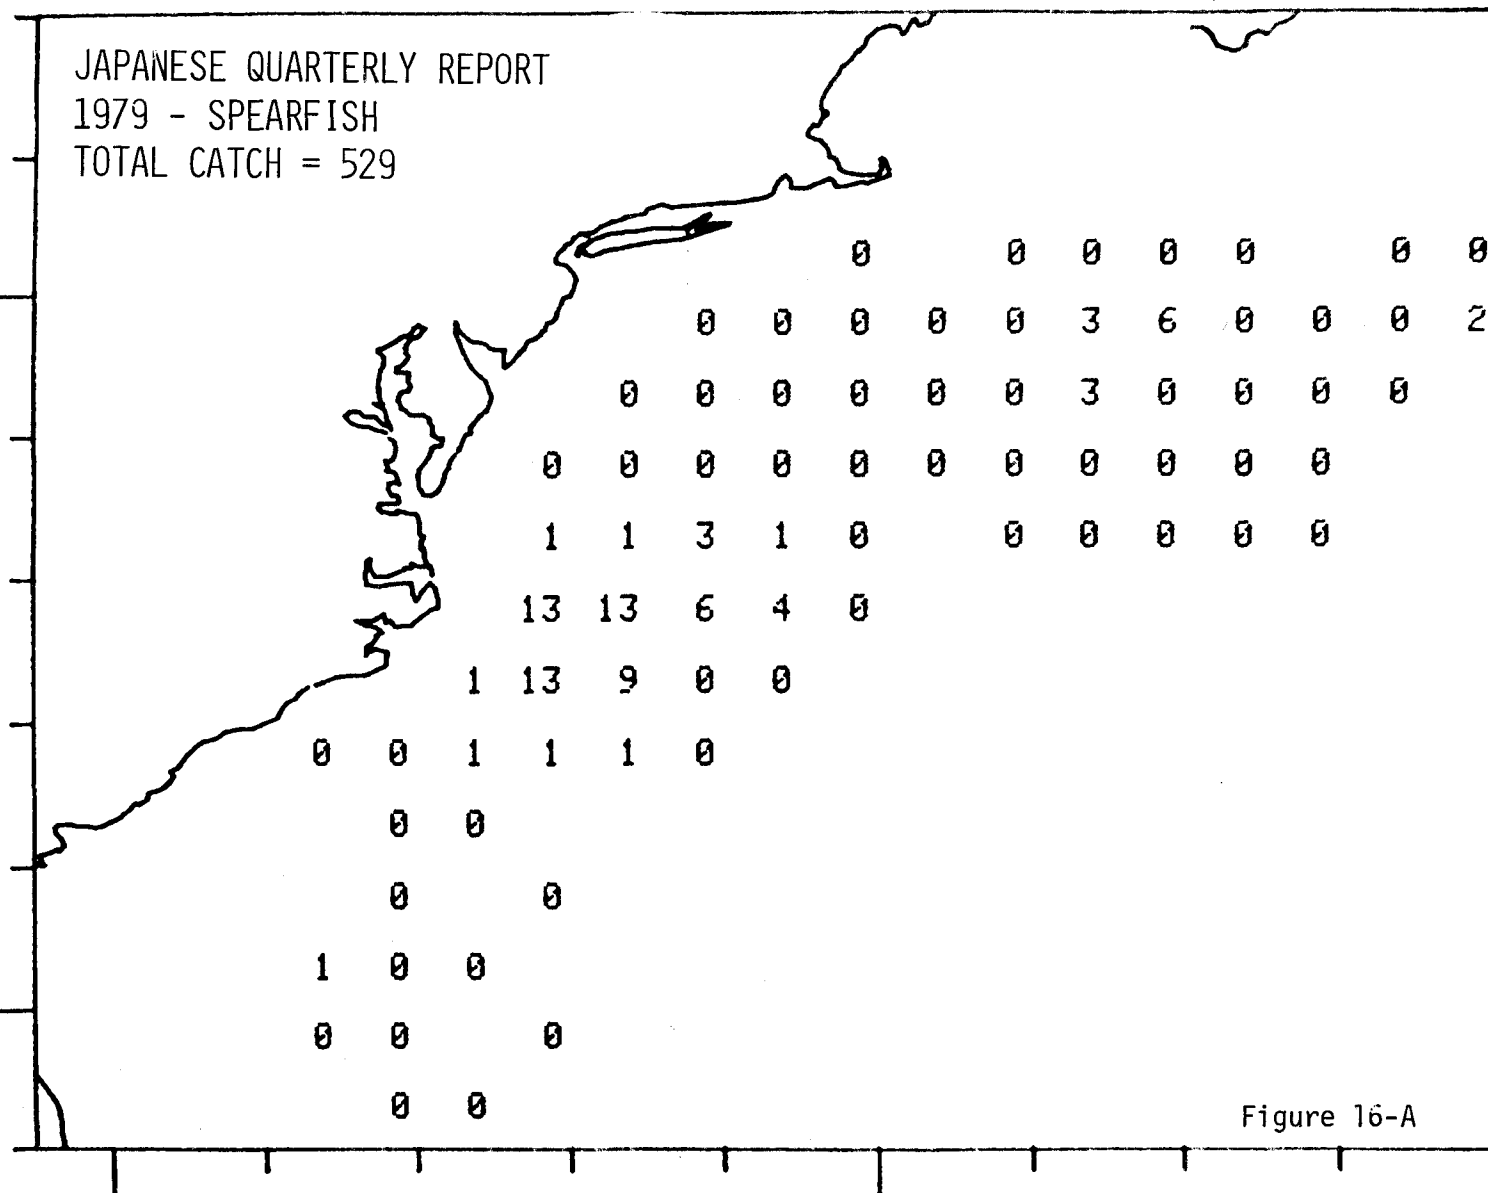 JAPANESE QUARTERLY REPORT
1979 - SPEARFISH
TOTAL CATCH = 529
0 0 0 0 0 0 0
0 0 0 0 0 3 6 0 0 0 2
0 0 0 0 0 0 3 0 0 0 0
0 0 0 0 0 0 0 0 0 0 0
1 1 3 1 0 0 0 0 0 0
13 13 6 4 0
1 13 9 0 0
0 0 1 1 1 0
0 0
0 0
1 0 0
0 0 0
0 0
Figure 16-A